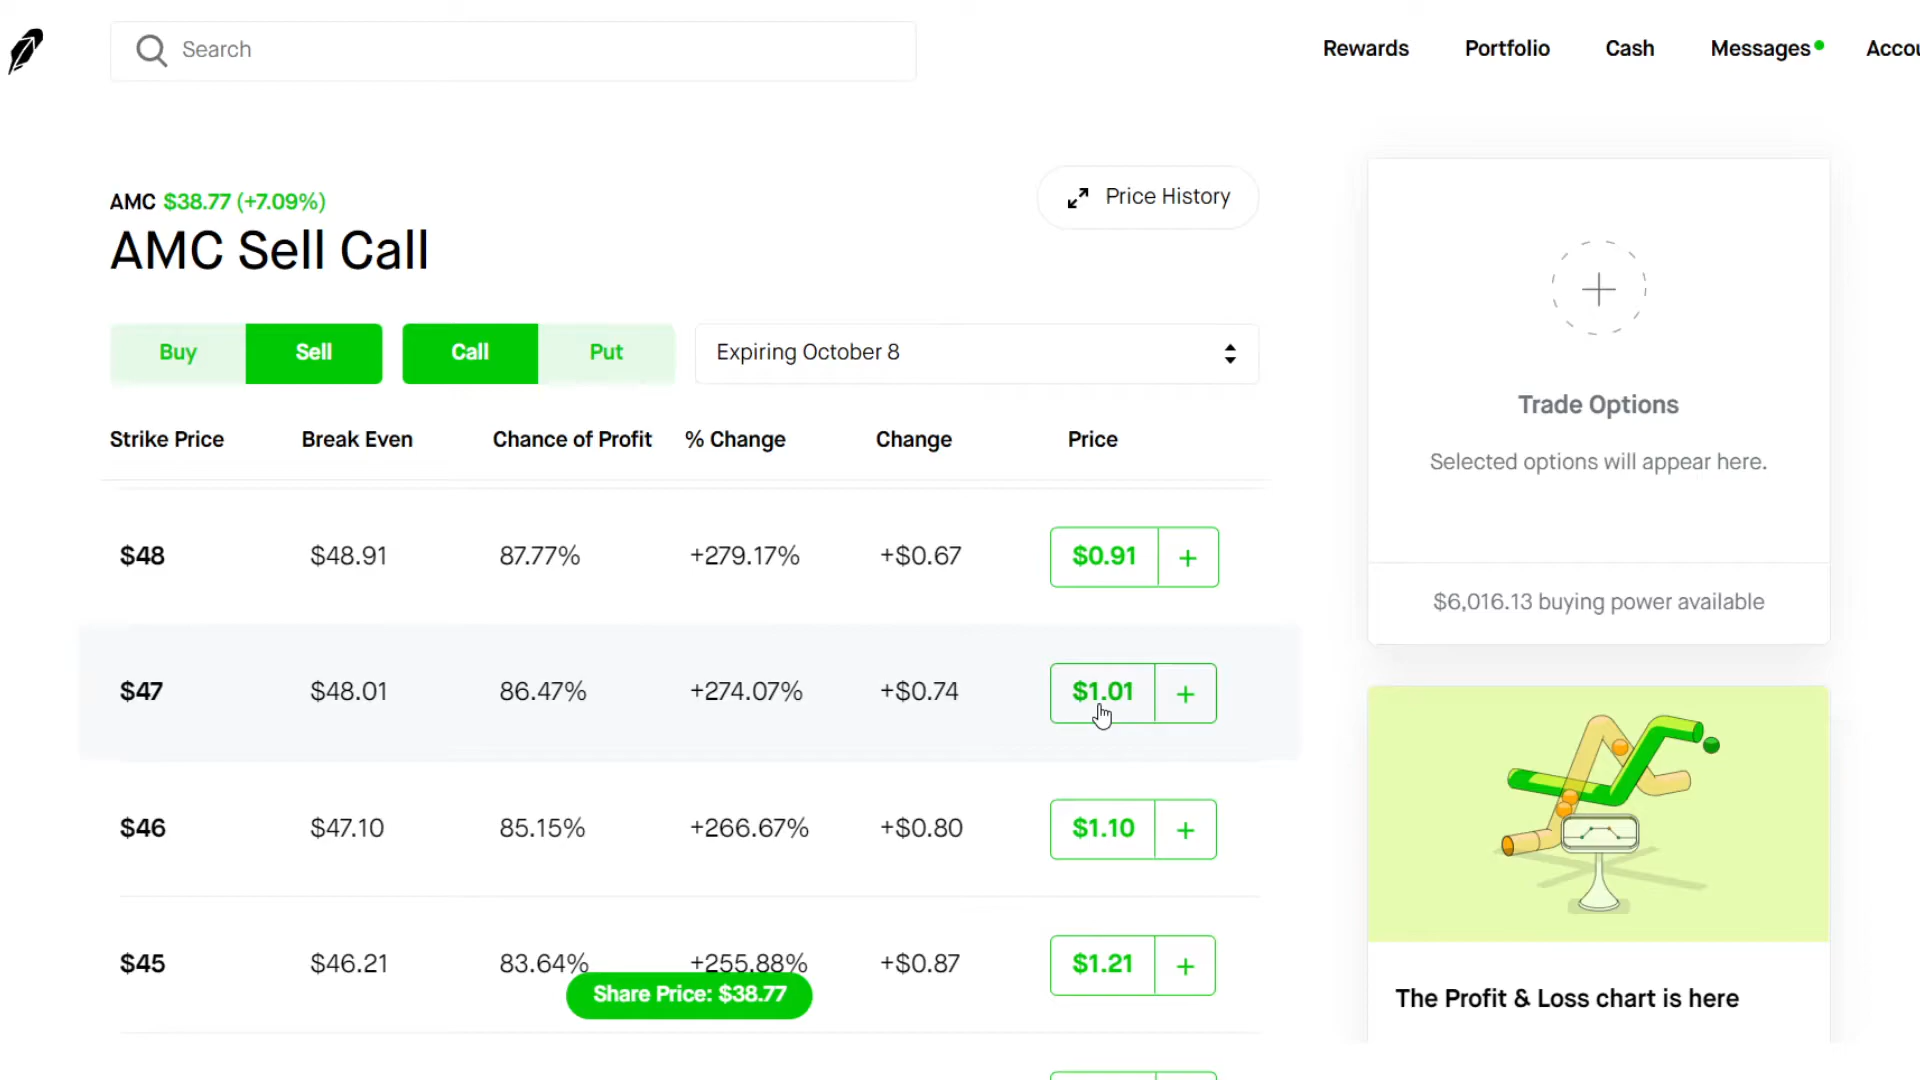 Search
Rewards Portfolio Cash Messages Accou
AMC $38.77 (+7.09%)
AMC Sell Call
Price History
Buy Sell Call Put Expiring October 8
Strike Price Break Even Chance of Profit % Change Change Price
$48 $48.91 87.77% +279.17% +$0.67 $0.91 +
$47 $48.01 86.47% +274.07% +$0.74 $1.01 +
$46 $47.10 85.15% +266.67% +$0.80 $1.10 +
$45 $46.21 83.64% +255.88% +$0.87 $1.21 +
Share Price: $38.77
Trade Options
Selected options will appear here.
$6,016.13 buying power available
The Profit & Loss chart is here